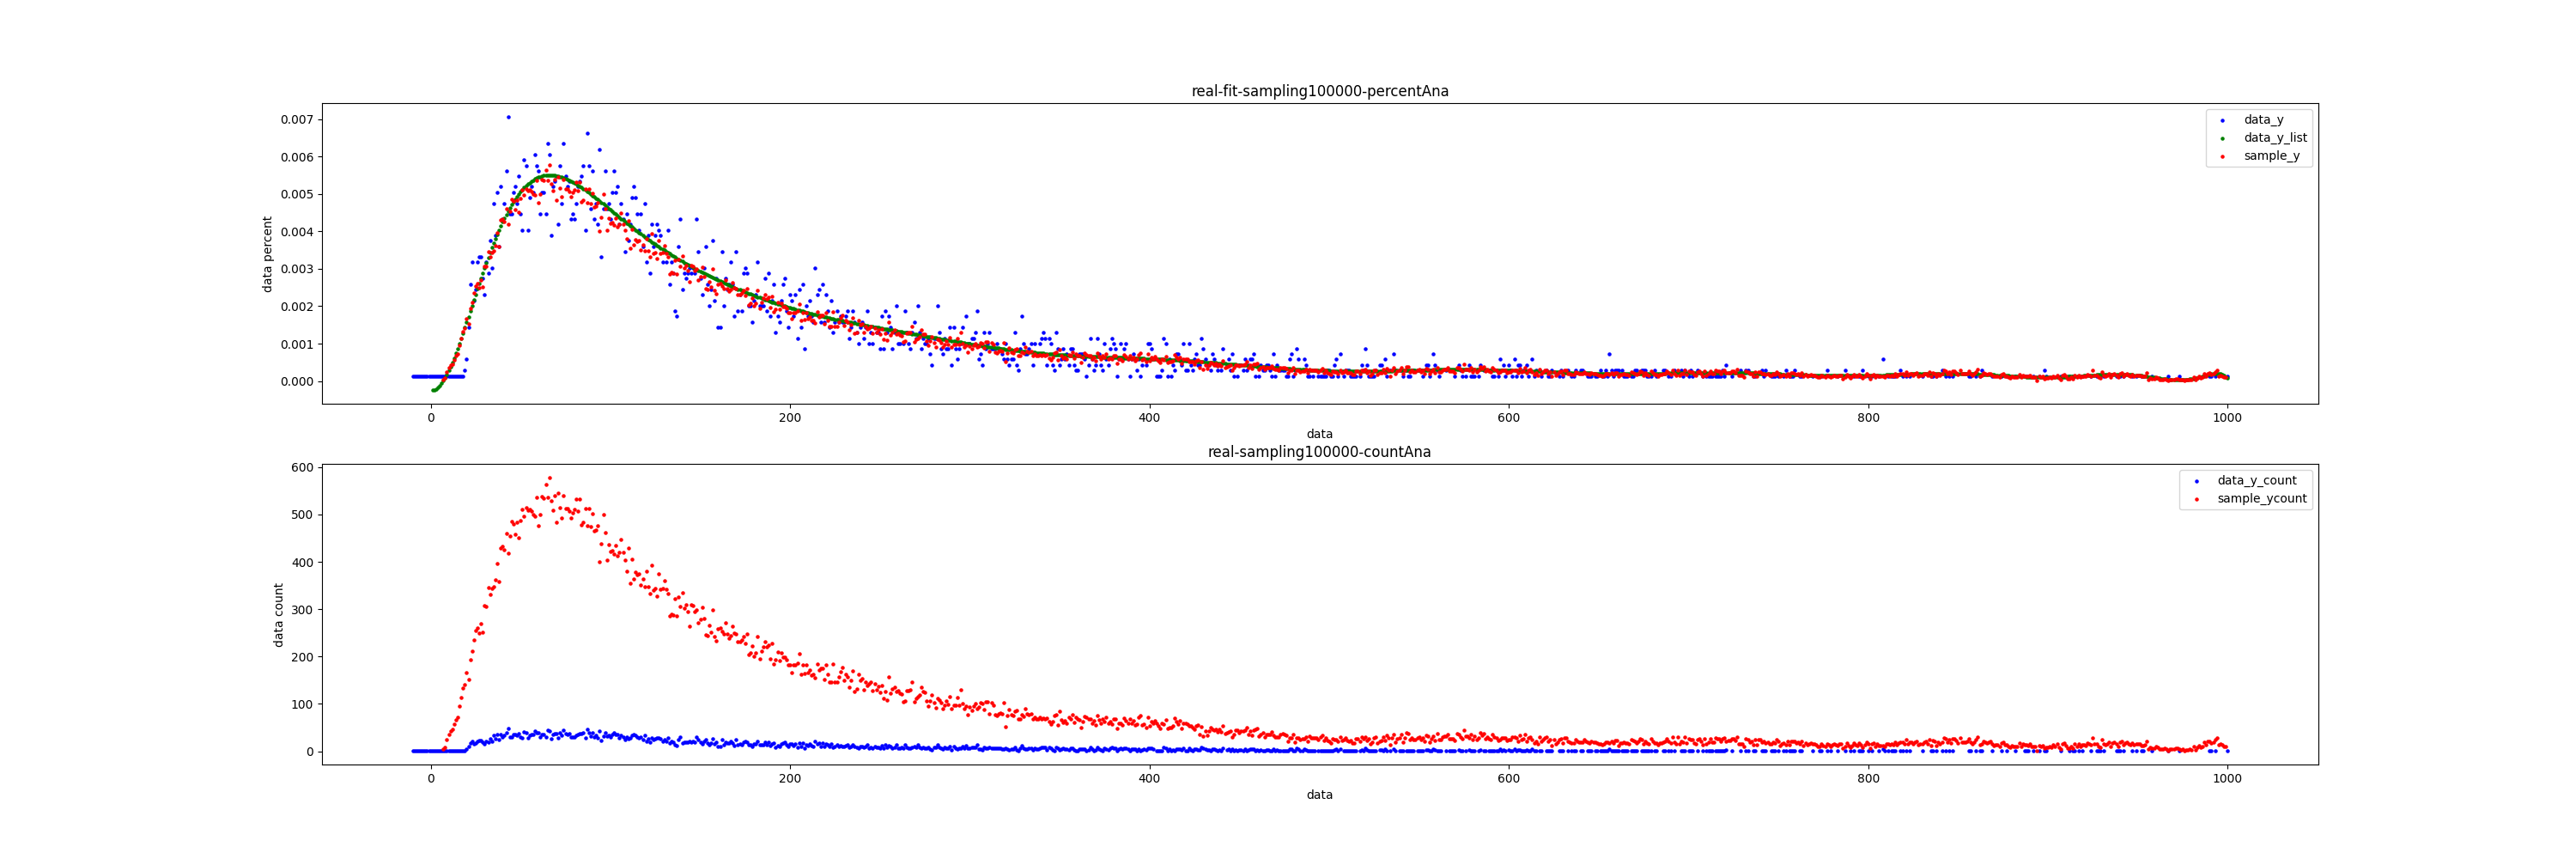 real-fit-sampling100000-percentAna
data_y
data_y_list
sample_y
data percent
0.007
0.006
0.005
0.004
0.003
0.002
0.001
0.000
0 200 400 600 800 1000
data
real-sampling100000-countAna
data_y_count
sample_ycount
data count
600
500
400
300
200
100
0
0 200 400 600 800 1000
data